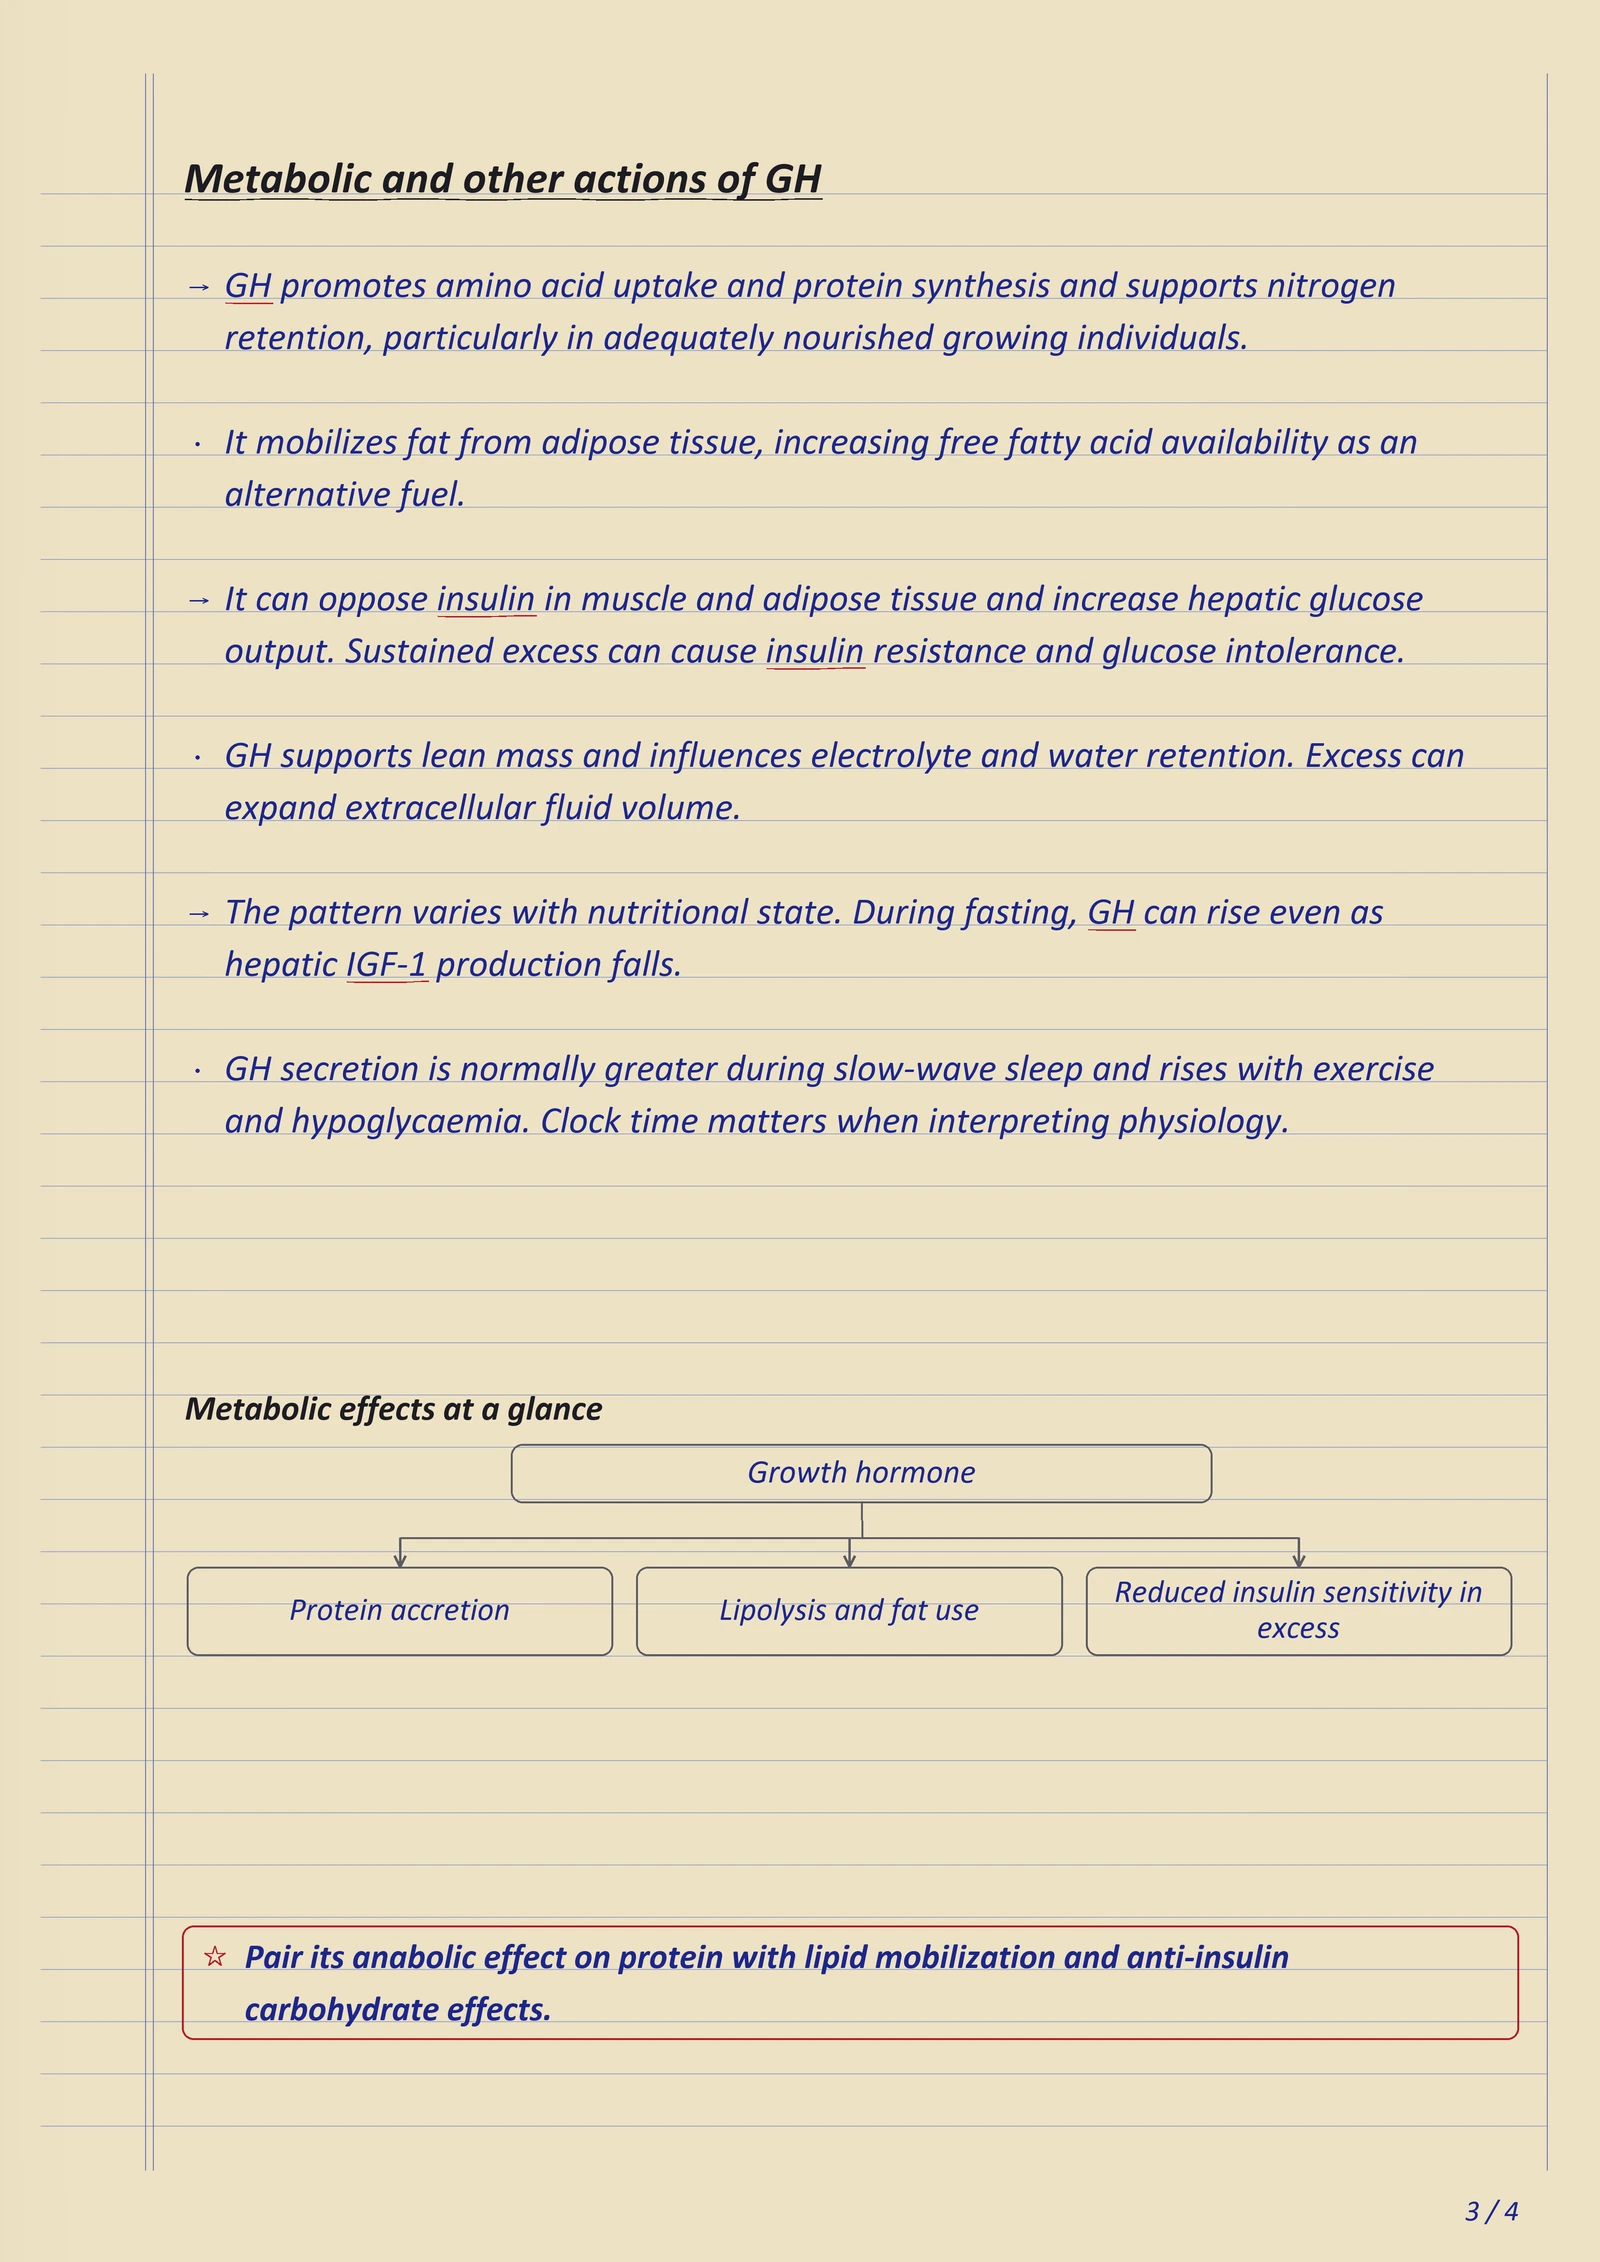 Metabolic and other actions of GH
→ GH promotes amino acid uptake and protein synthesis and supports nitrogen
retention, particularly in adequately nourished growing individuals.
· It mobilizes fat from adipose tissue, increasing free fatty acid availability as an
alternative fuel.
→ It can oppose insulin in muscle and adipose tissue and increase hepatic glucose
output. Sustained excess can cause insulin resistance and glucose intolerance.
· GH supports lean mass and influences electrolyte and water retention. Excess can
expand extracellular fluid volume.
→ The pattern varies with nutritional state. During fasting, GH can rise even as
hepatic IGF-1 production falls.
· GH secretion is normally greater during slow-wave sleep and rises with exercise
and hypoglycaemia. Clock time matters when interpreting physiology.
Metabolic effects at a glance
Growth hormone
Protein accretion
Lipolysis and fat use
Reduced insulin sensitivity in
excess
☆ Pair its anabolic effect on protein with lipid mobilization and anti-insulin
carbohydrate effects.
3 / 4